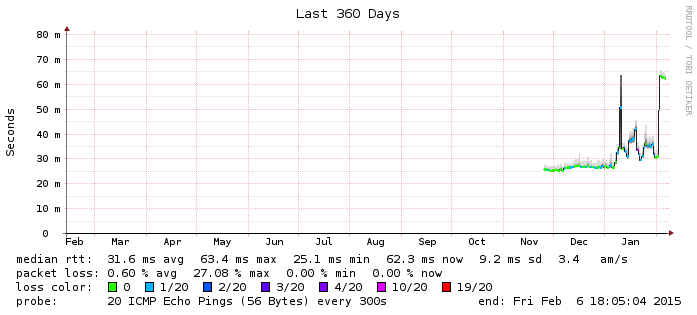 Last 360 Days
RRDTOOL / TOBI OETIKER
Seconds
80 m
70 m
60 m
50 m
40 m
30 m
20 m
10 m
0
Feb Mar Apr May Jun Jul Aug Sep Oct Nov Dec Jan
median rtt: 31.6 ms avg 63.4 ms max 25.1 ms min 62.3 ms now 9.2 ms sd 3.4 am/s
packet loss: 0.60 % avg 27.08 % max 0.00 % min 0.00 % now
loss color: 0 1/20 2/20 3/20 4/20 10/20 19/20
probe: 20 ICMP Echo Pings (56 Bytes) every 300s end: Fri Feb 6 18:05:04 2015